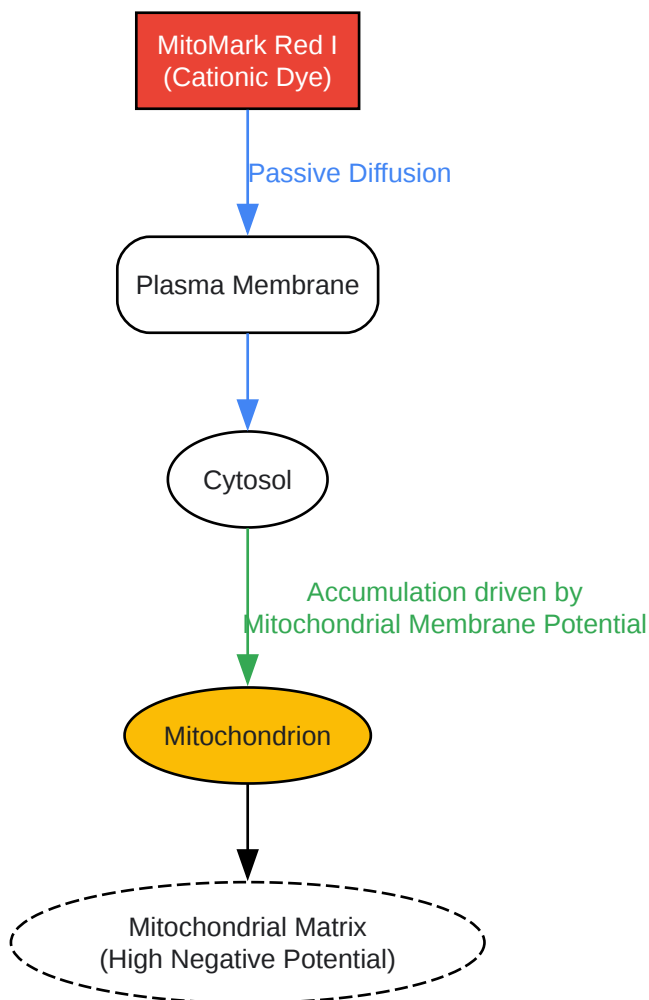 MitoMark Red I
(Cationic Dye)
Passive Diffusion
Plasma Membrane
Cytosol
Accumulation driven by
Mitochondrial Membrane Potential
Mitochondrion
Mitochondrial Matrix
(High Negative Potential)